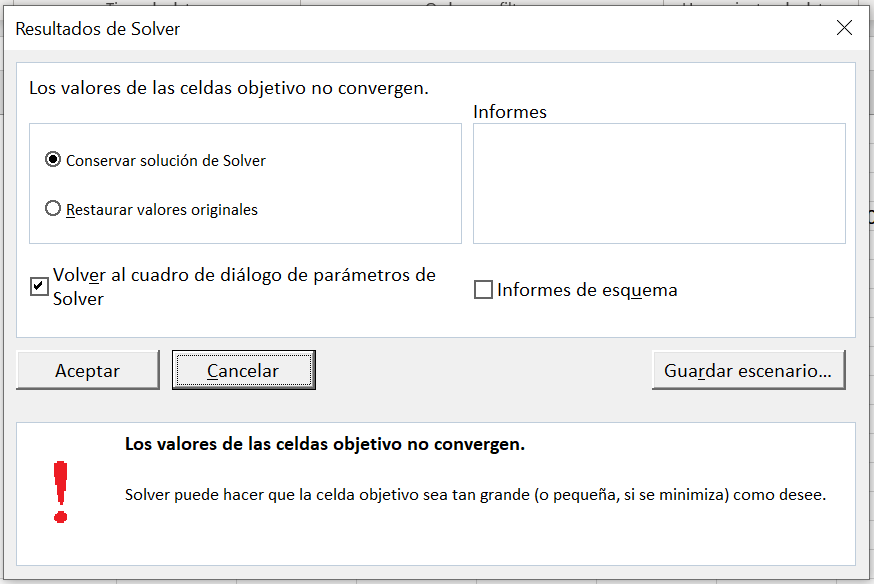 Resultados de Solver
Los valores de las celdas objetivo no convergen.
Informes
Conservar solución de Solver
Restaurar valores originales
Volver al cuadro de diálogo de parámetros de
Solver
Informes de esquema
Aceptar
Cancelar
Guardar escenario...
Los valores de las celdas objetivo no convergen.
Solver puede hacer que la celda objetivo sea tan grande (o pequeña, si se minimiza) como desee.